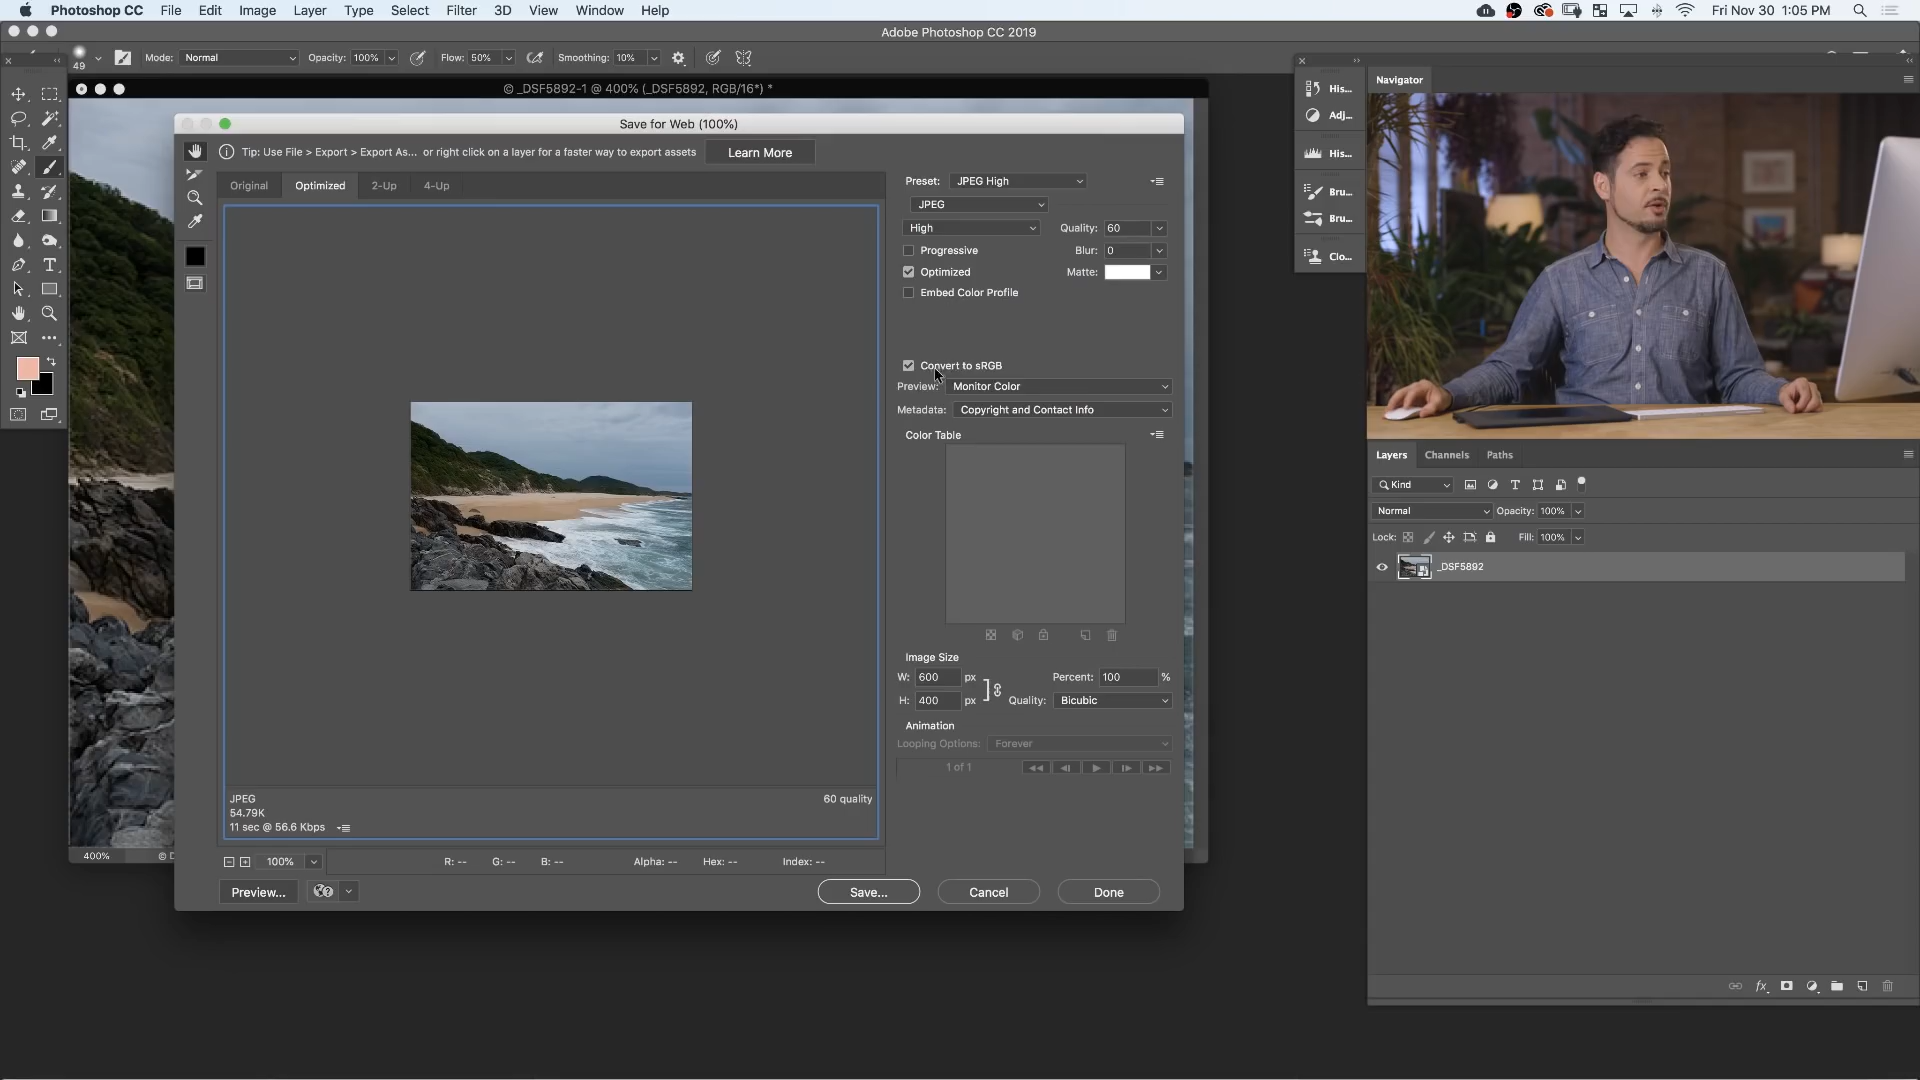 Photoshop CC File Edit Image Layer Type Select Filter 3D View Window Help Fri Nov 30 1:05 PM
Adobe Photoshop CC 2019
49 Mode: Normal Opacity: 100% Flow: 50% Smoothing: 10%
© _DSF5892-1 @ 400% (_DSF5892, RGB/16*) *
Save for Web (100%)
Tip: Use File > Export > Export As... or right click on a layer for a faster way to export assets Learn More
Original Optimized 2-Up 4-Up
Preset: JPEG High
JPEG
High Quality: 60
Progressive Blur: 0
Optimized Matte:
Embed Color Profile
Convert to sRGB
Preview: Monitor Color
Metadata: Copyright and Contact Info
Color Table
Image Size
W: 600 px Percent: 100 %
H: 400 px Quality: Bicubic
Animation
Looping Options: Forever
1 of 1
JPEG 60 quality
54.79K
11 sec @ 56.6 Kbps
100% R: -- G: -- B: -- Alpha: -- Hex: -- Index: --
Preview... Save... Cancel Done
400% © D
His...
Adj...
His...
Bru...
Bru...
Clo...
Navigator
Layers Channels Paths
Kind
Normal Opacity: 100%
Lock: Fill: 100%
_DSF5892
fx